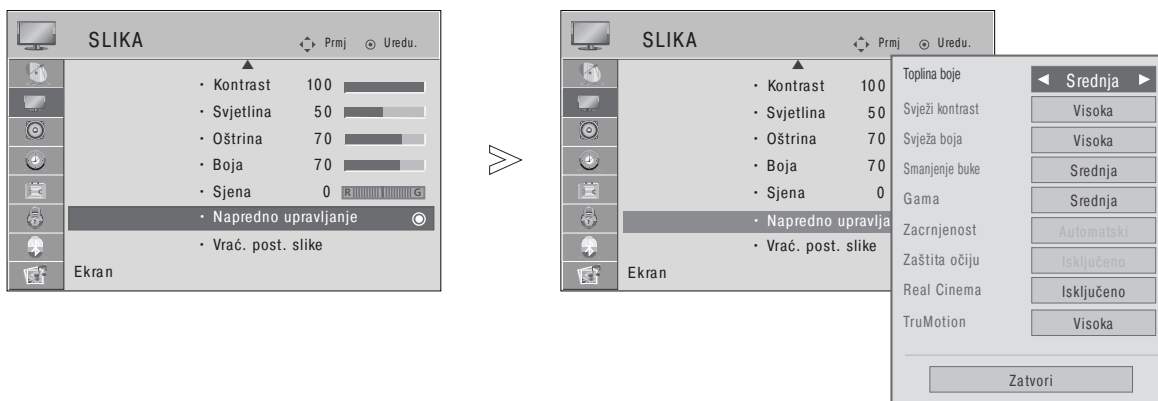 SLIKA
Prmj Uredu.
• Kontrast 100
• Svjetlina 50
• Oštrina 70
• Boja 70
• Sjena 0 R G
• Napredno upravljanje
• Vrać. post. slike
Ekran
SLIKA
Prmj Uredu.
• Kontrast 100
• Svjetlina 50
• Oštrina 70
• Boja 70
• Sjena 0
• Napredno upravlja
• Vrać. post. slike
Ekran
Toplina boje ◄ Srednja ►
Svježi kontrast Visoka
Svježa boja Visoka
Smanjenje buke Srednja
Gama Srednja
Zacrnjenost Automatski
Zaštita očiju Isključeno
Real Cinema Isključeno
TruMotion Visoka
Zatvori